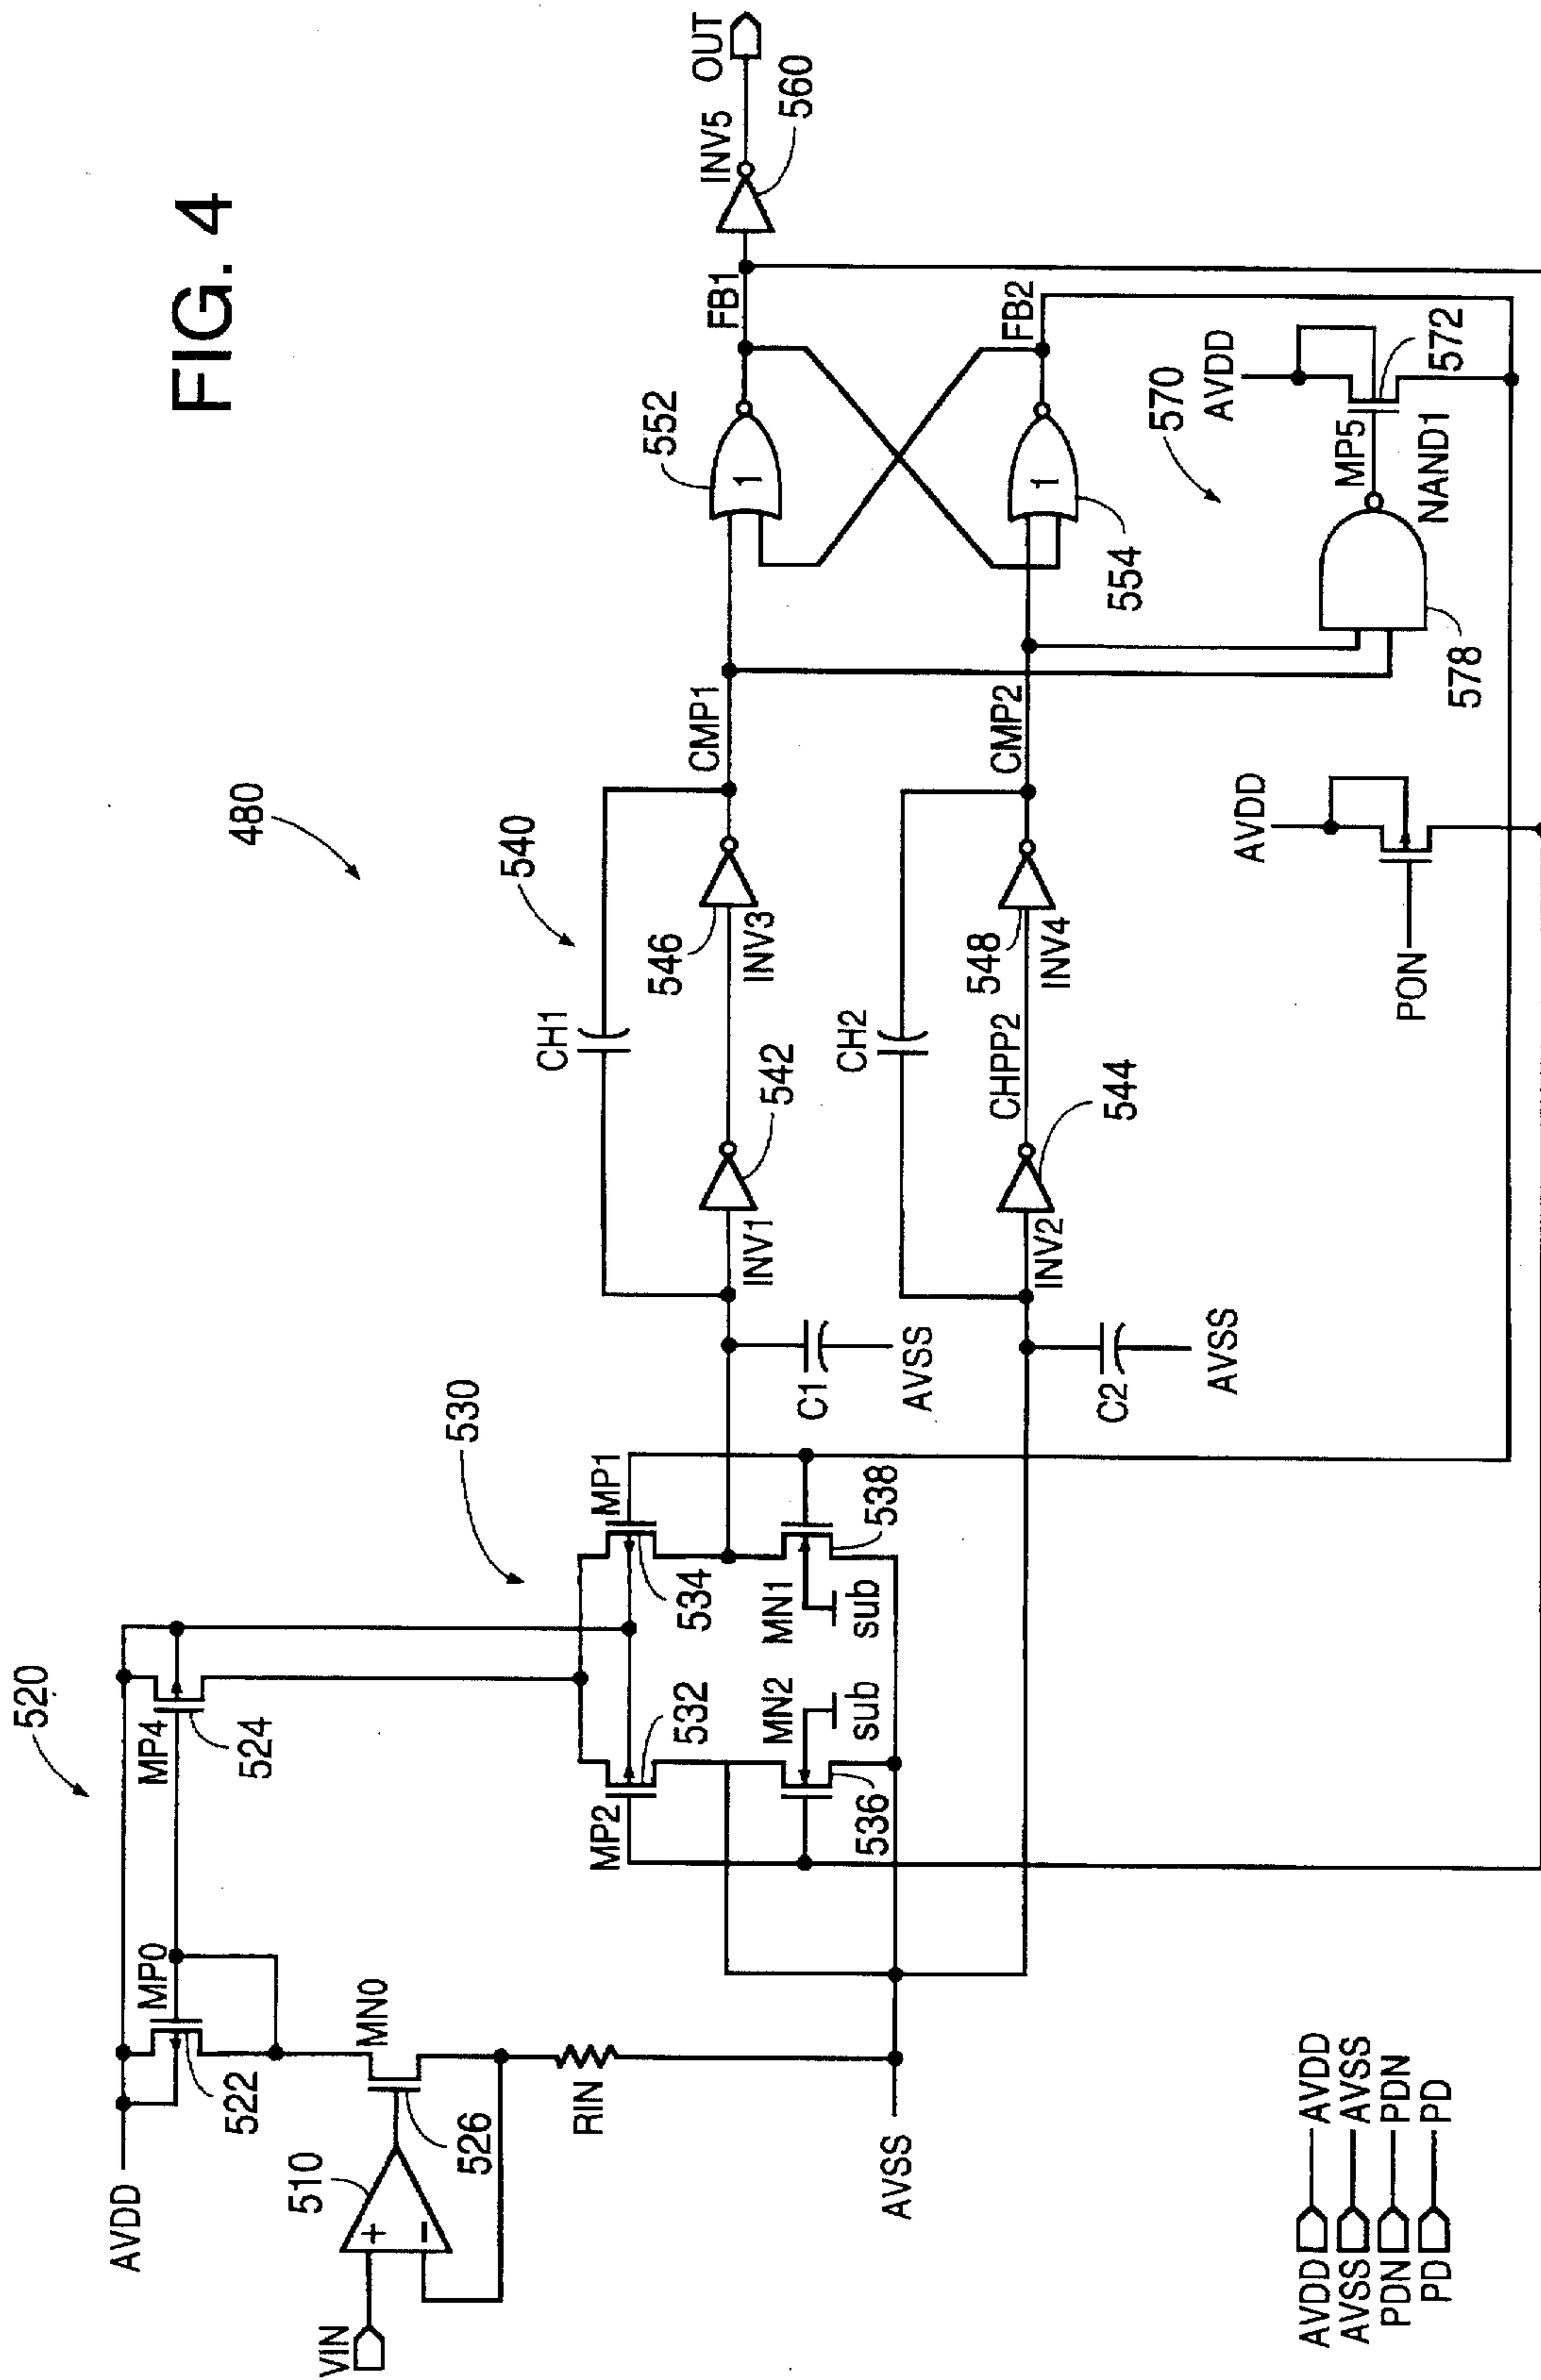 FIG. 4
480
520
AVDD
MP0
522
MP4
524
VIN
+
−
510
MN0
526
RIN
AVSS
530
MP2
532
MP1
534
MN2
sub
536
MN1
sub
538
C1
AVSS
C2
AVSS
540
CH1
INV1
542
546
INV3
CMP1
CH2
INV2
544
CHPP2
548
INV4
CMP2
552
1
FB1
INV5
560
OUT
554
1
FB2
570
AVDD
MP5
572
NAND1
578
AVDD
PON
AVDD AVDD
AVSS AVSS
PDN PDN
PD PD